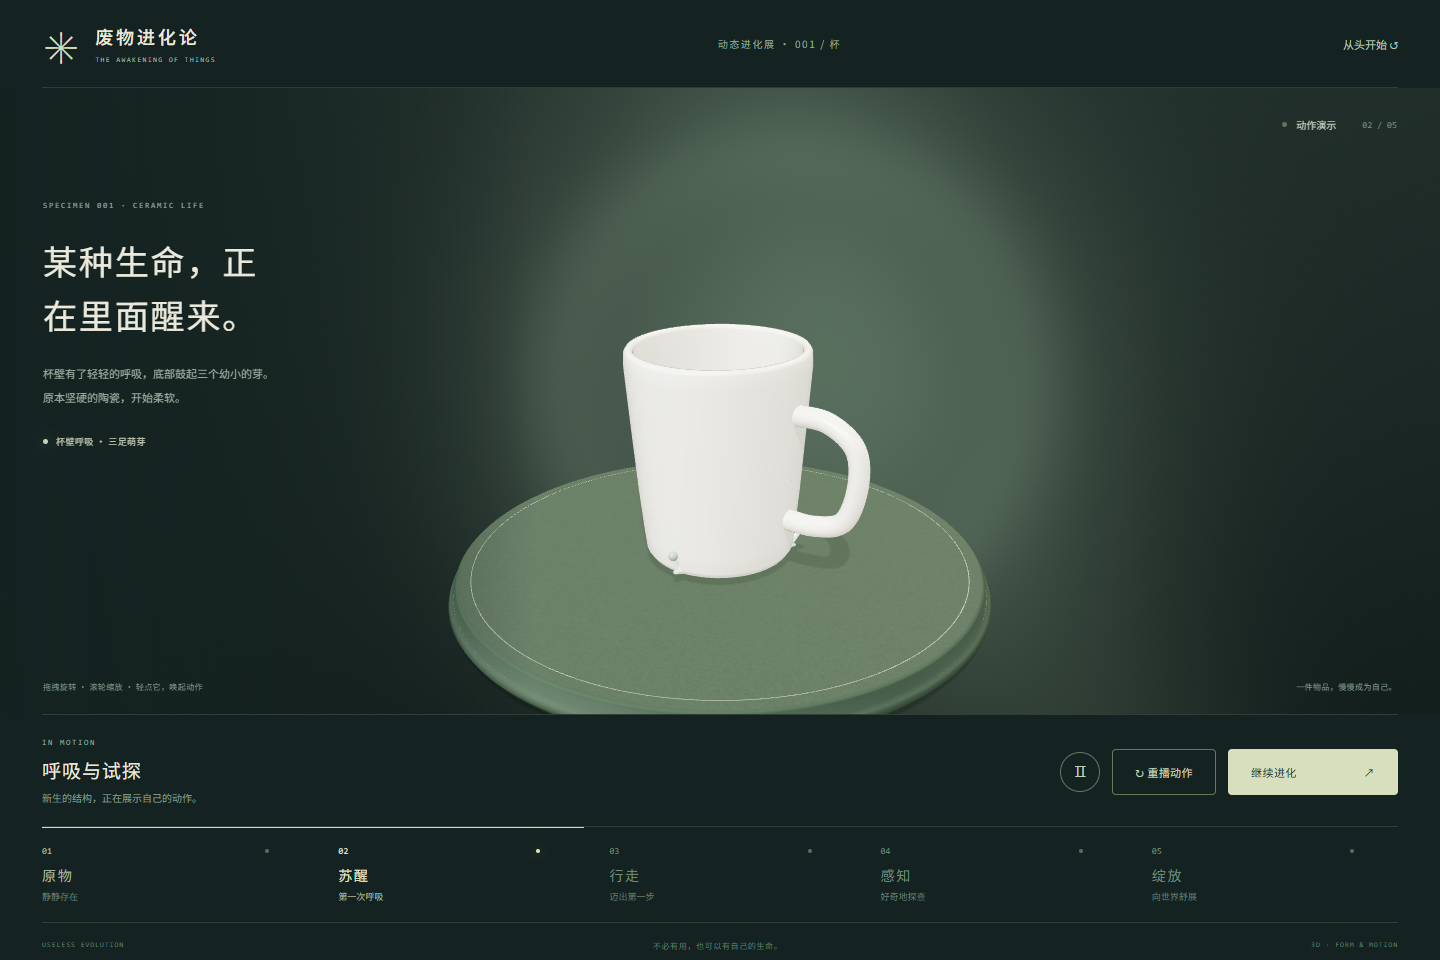 废物进化论
THE AWAKENING OF THINGS
动态进化展 · 001 / 杯
从头开始 ↺
动作演示 02 / 05
SPECIMEN 001 · CERAMIC LIFE
某种生命，正
在里面醒来。
杯壁有了轻轻的呼吸，底部鼓起三个幼小的芽。
原本坚硬的陶瓷，开始柔软。
杯壁呼吸 · 三足萌芽
拖拽旋转 · 滚轮缩放 · 轻点它，唤起动作
一件物品，慢慢成为自己。
IN MOTION
呼吸与试探
新生的结构，正在展示自己的动作。
↻ 重播动作
继续进化 ↗
01
原物
静静存在
02
苏醒
第一次呼吸
03
行走
迈出第一步
04
感知
好奇地探查
05
绽放
向世界舒展
USELESS EVOLUTION
不必有用，也可以有自己的生命。
3D · FORM & MOTION